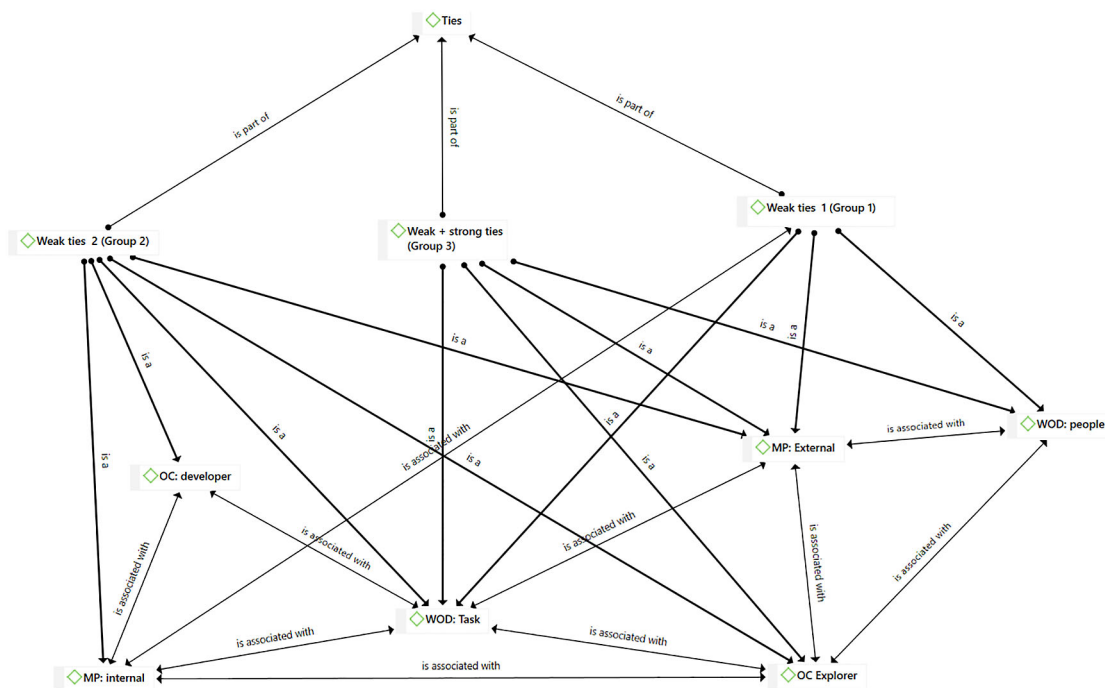 Ties
is part of
is part of
is part of
Weak ties 1 (Group 1)
Weak + strong ties
(Group 3)
Weak ties 2 (Group 2)
is a
is a
is a
is a
is a
is a
is a
is a
is a
is a
is a
is a
is associated with
is associated with
WOD: people
MP: External
OC: developer
is associated with
is associated with
is associated with
is associated with
is associated with
WOD: Task
is associated with
is associated with
is associated with
MP: internal
OC Explorer